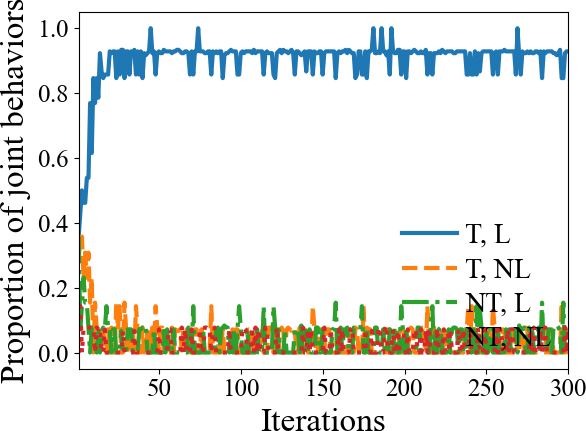 Proportion of joint behaviors
1.0
0.8
0.6
0.4
0.2
0.0
T, L
T, NL
NT, L
NT, NL
50
100
150
200
250
300
Iterations